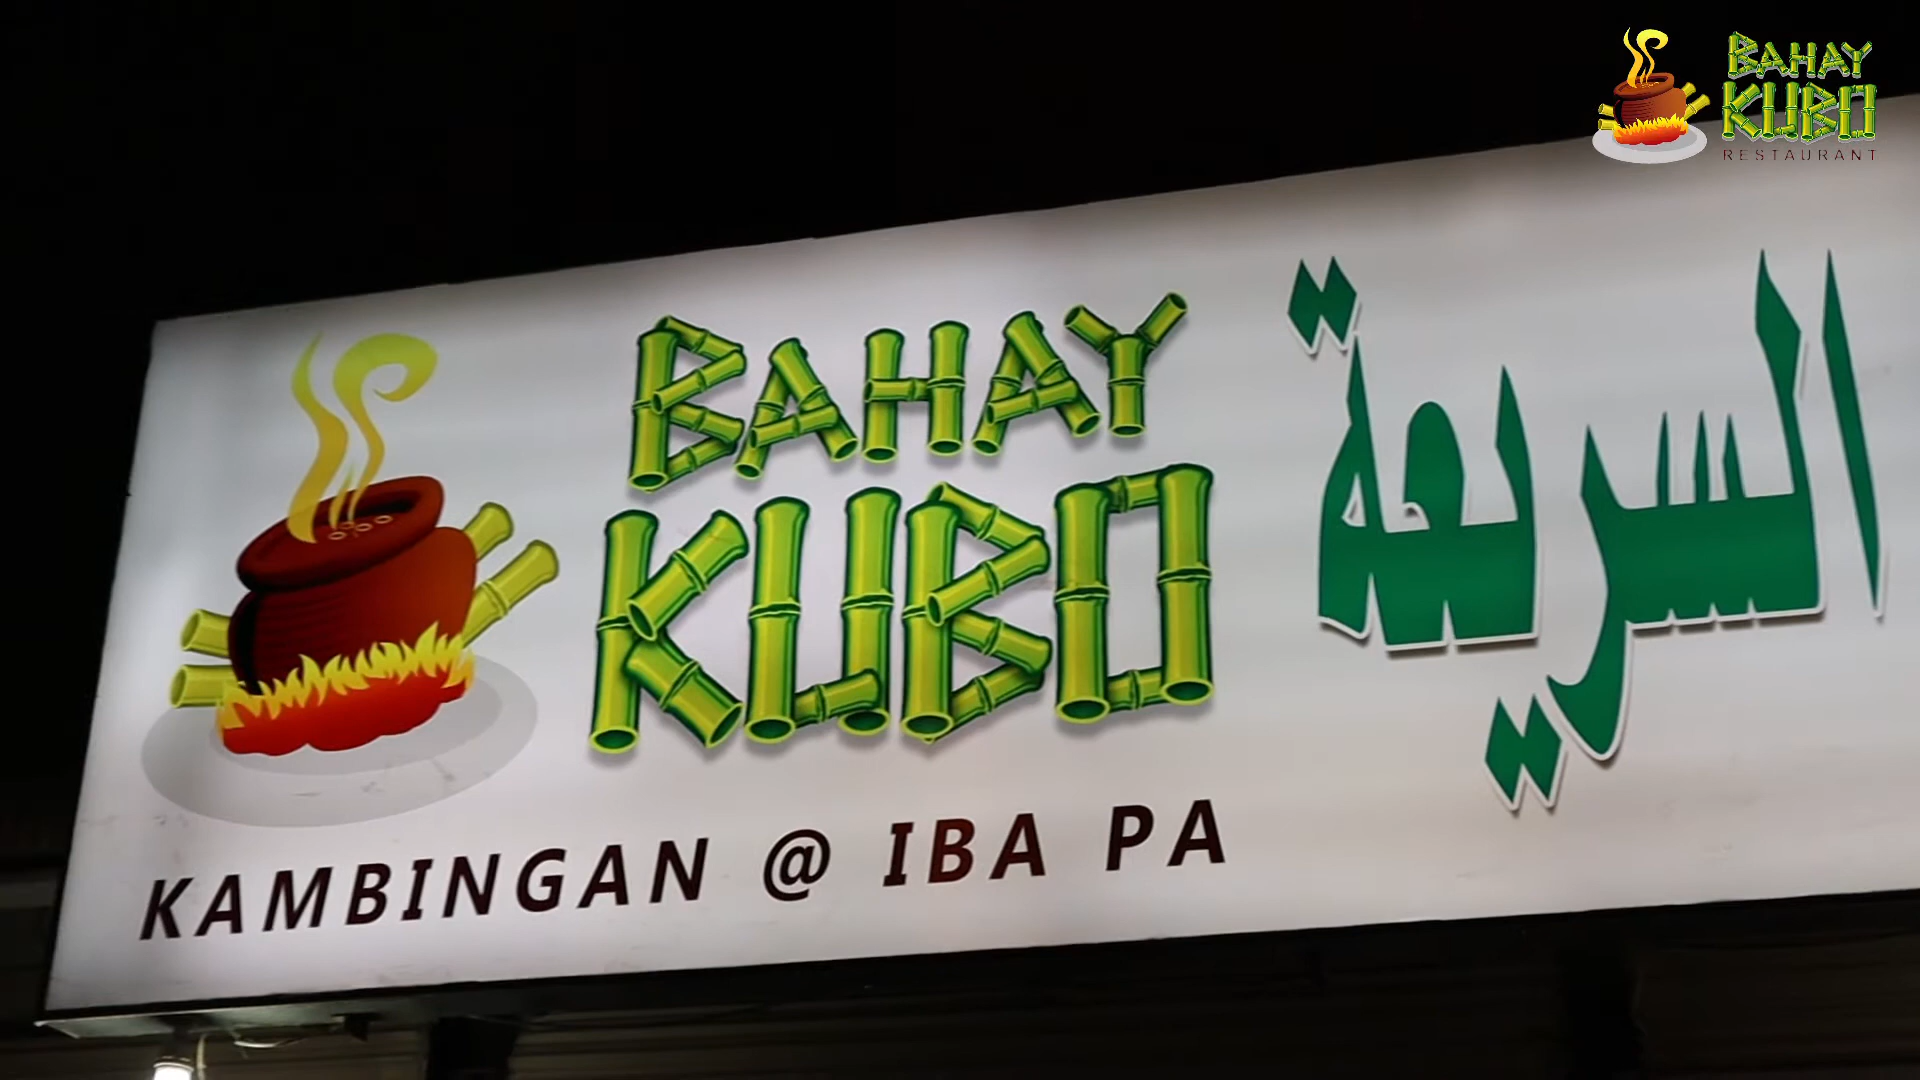 BAHAY
KUBO
RESTAURANT
BAHAY
KUBO
السريعة
KAMBINGAN @ IBA PA